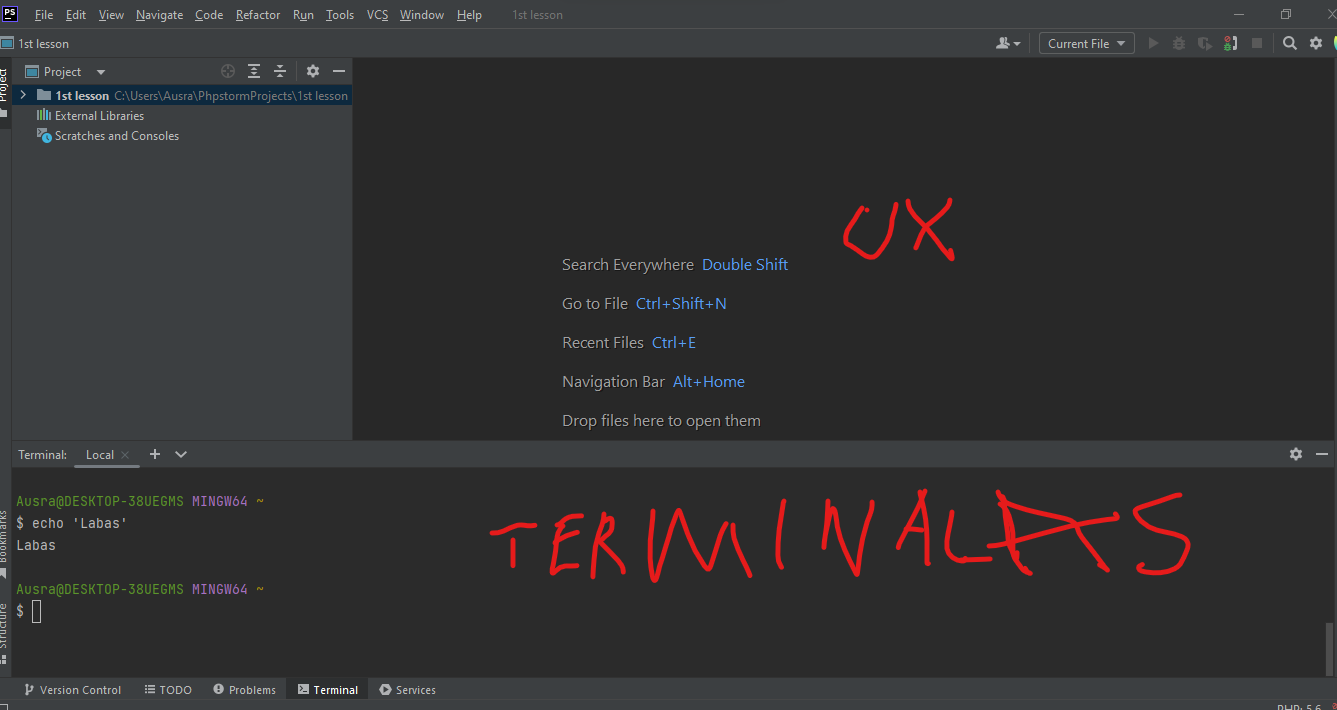 PS File Edit View Navigate Code Refactor Run Tools VCS Window Help 1st lesson
1st lesson Current File
Project Project
1st lesson C:\Users\Ausra\PhpstormProjects\1st lesson
External Libraries
Scratches and Consoles
UX
Search Everywhere Double Shift
Go to File Ctrl+Shift+N
Recent Files Ctrl+E
Navigation Bar Alt+Home
Drop files here to open them
Terminal: Local
Ausra@DESKTOP-38UEGMS MINGW64 ~
$ echo 'Labas'
Labas
TERMINALAS
Ausra@DESKTOP-38UEGMS MINGW64 ~
$
Bookmarks
Structure
Version Control TODO Problems Terminal Services
PHP: 5.6